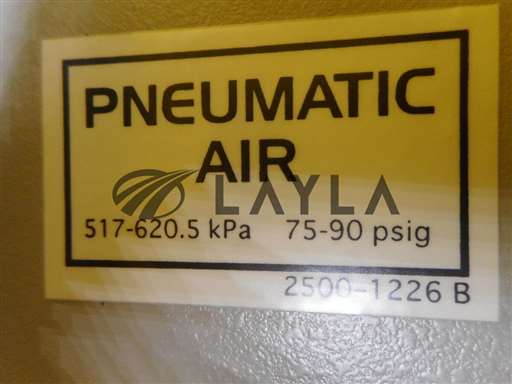 PNEUMATIC
AIR
LAYLA
517-620.5 kPa 75-90 psig
2500-1226 B